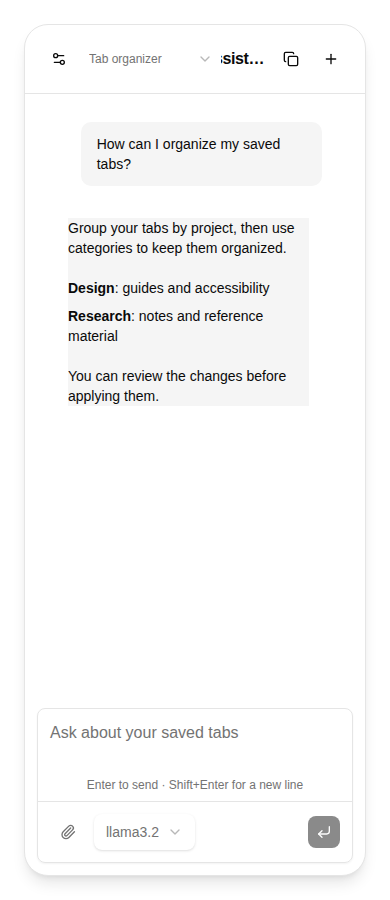 Tab organizer
How can I organize my saved
tabs?
Group your tabs by project, then use
categories to keep them organized.
Design: guides and accessibility
Research: notes and reference
material
You can review the changes before
applying them.
Ask about your saved tabs
Enter to send · Shift+Enter for a new line
llama3.2